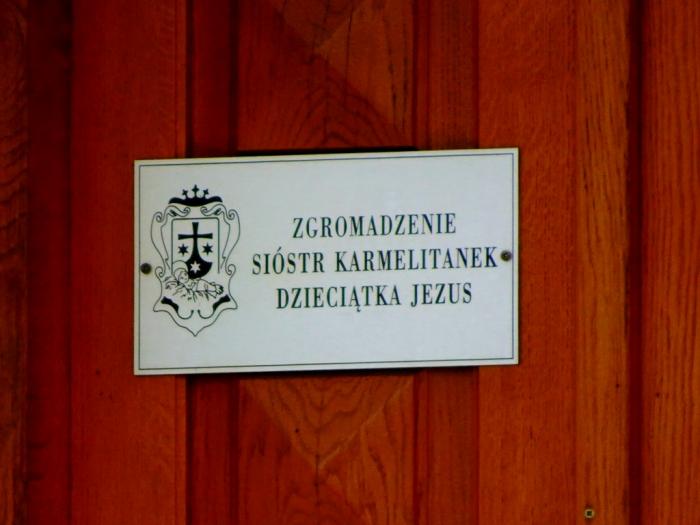 ZGROMADZENIE
SIÓSTR KARMELITANEK
DZIECIĄTKA JEZUS